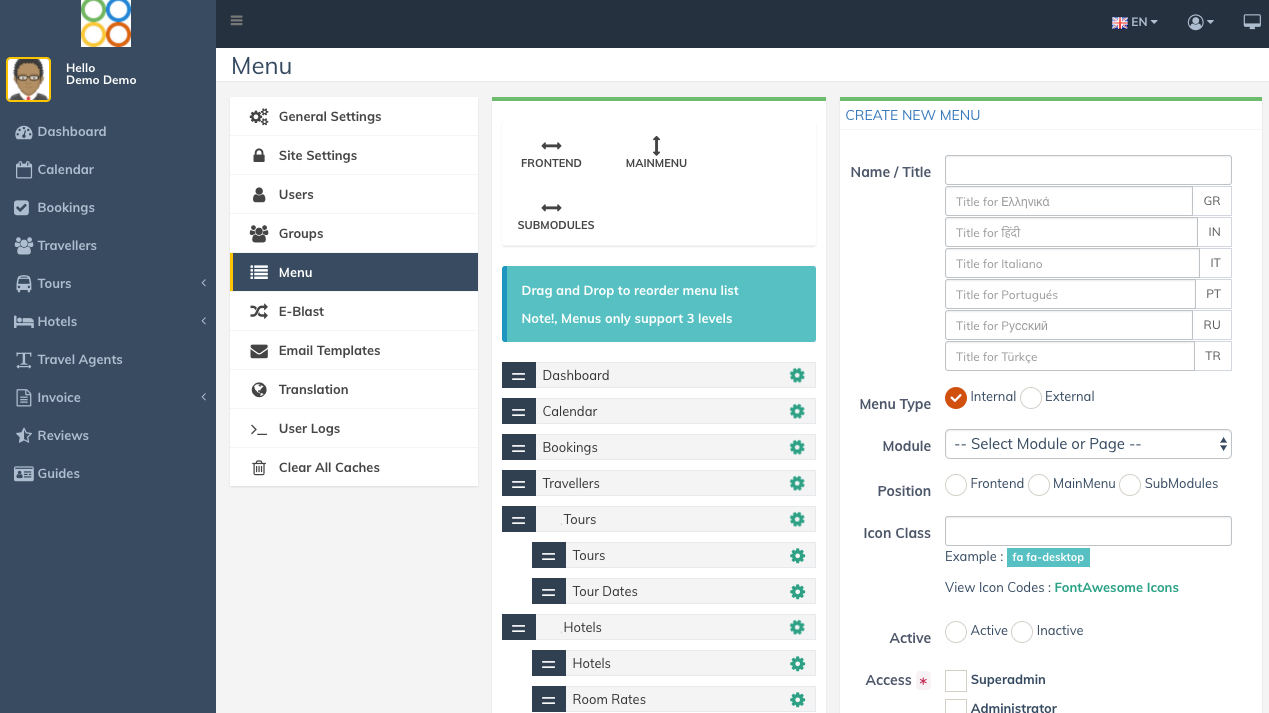 EN
Hello
Demo Demo
Dashboard
Calendar
Bookings
Travellers
Tours
Hotels
Travel Agents
Invoice
Reviews
Guides
Menu
General Settings
Site Settings
Users
Groups
Menu
E-Blast
Email Templates
Translation
User Logs
Clear All Caches
FRONTEND
MAINMENU
SUBMODULES
Drag and Drop to reorder menu list
Note!, Menus only support 3 levels
Dashboard
Calendar
Bookings
Travellers
Tours
Tours
Tour Dates
Hotels
Hotels
Room Rates
CREATE NEW MENU
Name / Title
Title for Ελληνικά GR
Title for हिंदी IN
Title for Italiano IT
Title for Portugués PT
Title for Русский RU
Title for Türkçe TR
Menu Type Internal External
Module -- Select Module or Page --
Position Frontend MainMenu SubModules
Icon Class
Example : fa fa-desktop
View Icon Codes : FontAwesome Icons
Active Active Inactive
Access * Superadmin
Administrator